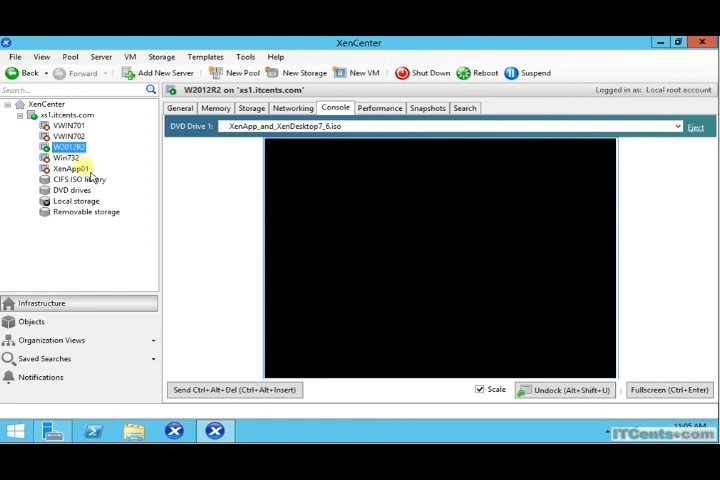 XenCenter
File View Pool Server VM Storage Templates Tools Help
Back Forward Add New Server New Pool New Storage New VM Shut Down Reboot Suspend
Search...
W2012R2 on 'xs1.itcents.com' Logged in as: Local root account
XenCenter
xs1.itcents.com
VWIN701
VWIN702
W2012R2
Win732
XenApp01
CIFS ISO library
DVD drives
Local storage
Removable storage
General Memory Storage Networking Console Performance Snapshots Search
DVD Drive 1: XenApp_and_XenDesktop7_6.iso Eject
Infrastructure
Objects
Organization Views
Saved Searches
Notifications
Send Ctrl+Alt+Del (Ctrl+Alt+Insert) Scale Undock (Alt+Shift+U) Fullscreen (Ctrl+Enter)
11:05 AM
ITCents.com